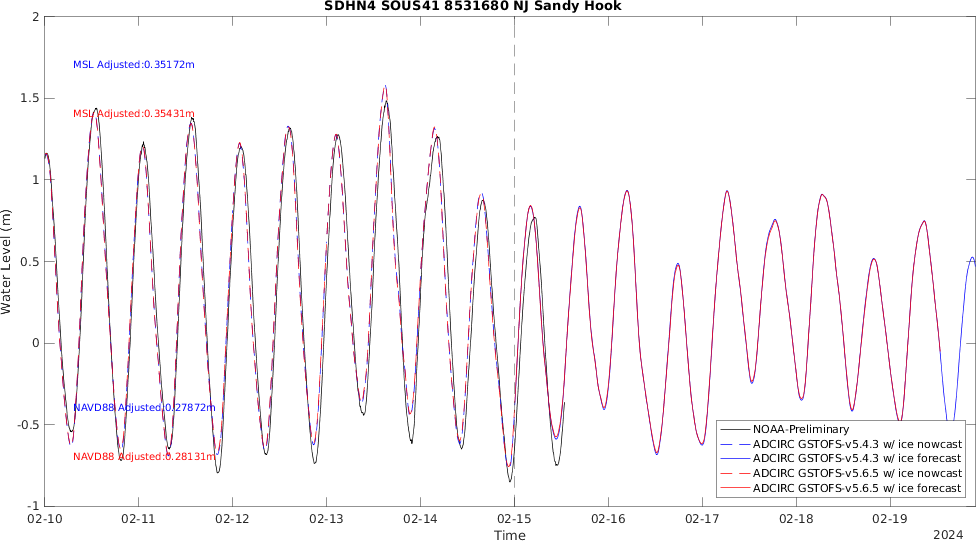 SDHN4 SOUS41 8531680 NJ Sandy Hook
2
1.5
1
0.5
0
-0.5
-1
Water Level (m)
MSL Adjusted:0.35172m
MSL Adjusted:0.35431m
NAVD88 Adjusted:0.27872m
NAVD88 Adjusted:0.28131m
NOAA-Preliminary
ADCIRC GSTOFS-v5.4.3 w/ ice nowcast
ADCIRC GSTOFS-v5.4.3 w/ ice forecast
ADCIRC GSTOFS-v5.6.5 w/ ice nowcast
ADCIRC GSTOFS-v5.6.5 w/ ice forecast
02-10 02-11 02-12 02-13 02-14 02-15 02-16 02-17 02-18 02-19
Time
2024